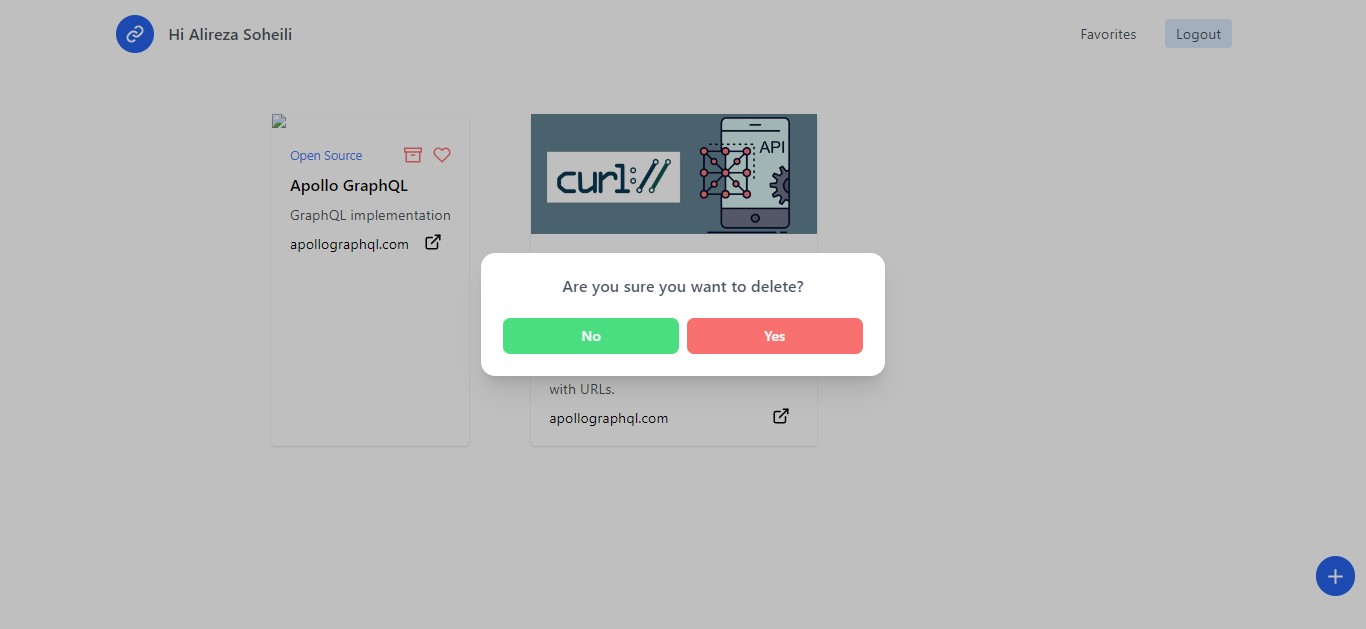 Hi Alireza Soheili
Favorites
Logout
Open Source
Apollo GraphQL
GraphQL implementation
apollographql.com
curl://
API
Are you sure you want to delete?
No
Yes
with URLs.
apollographql.com